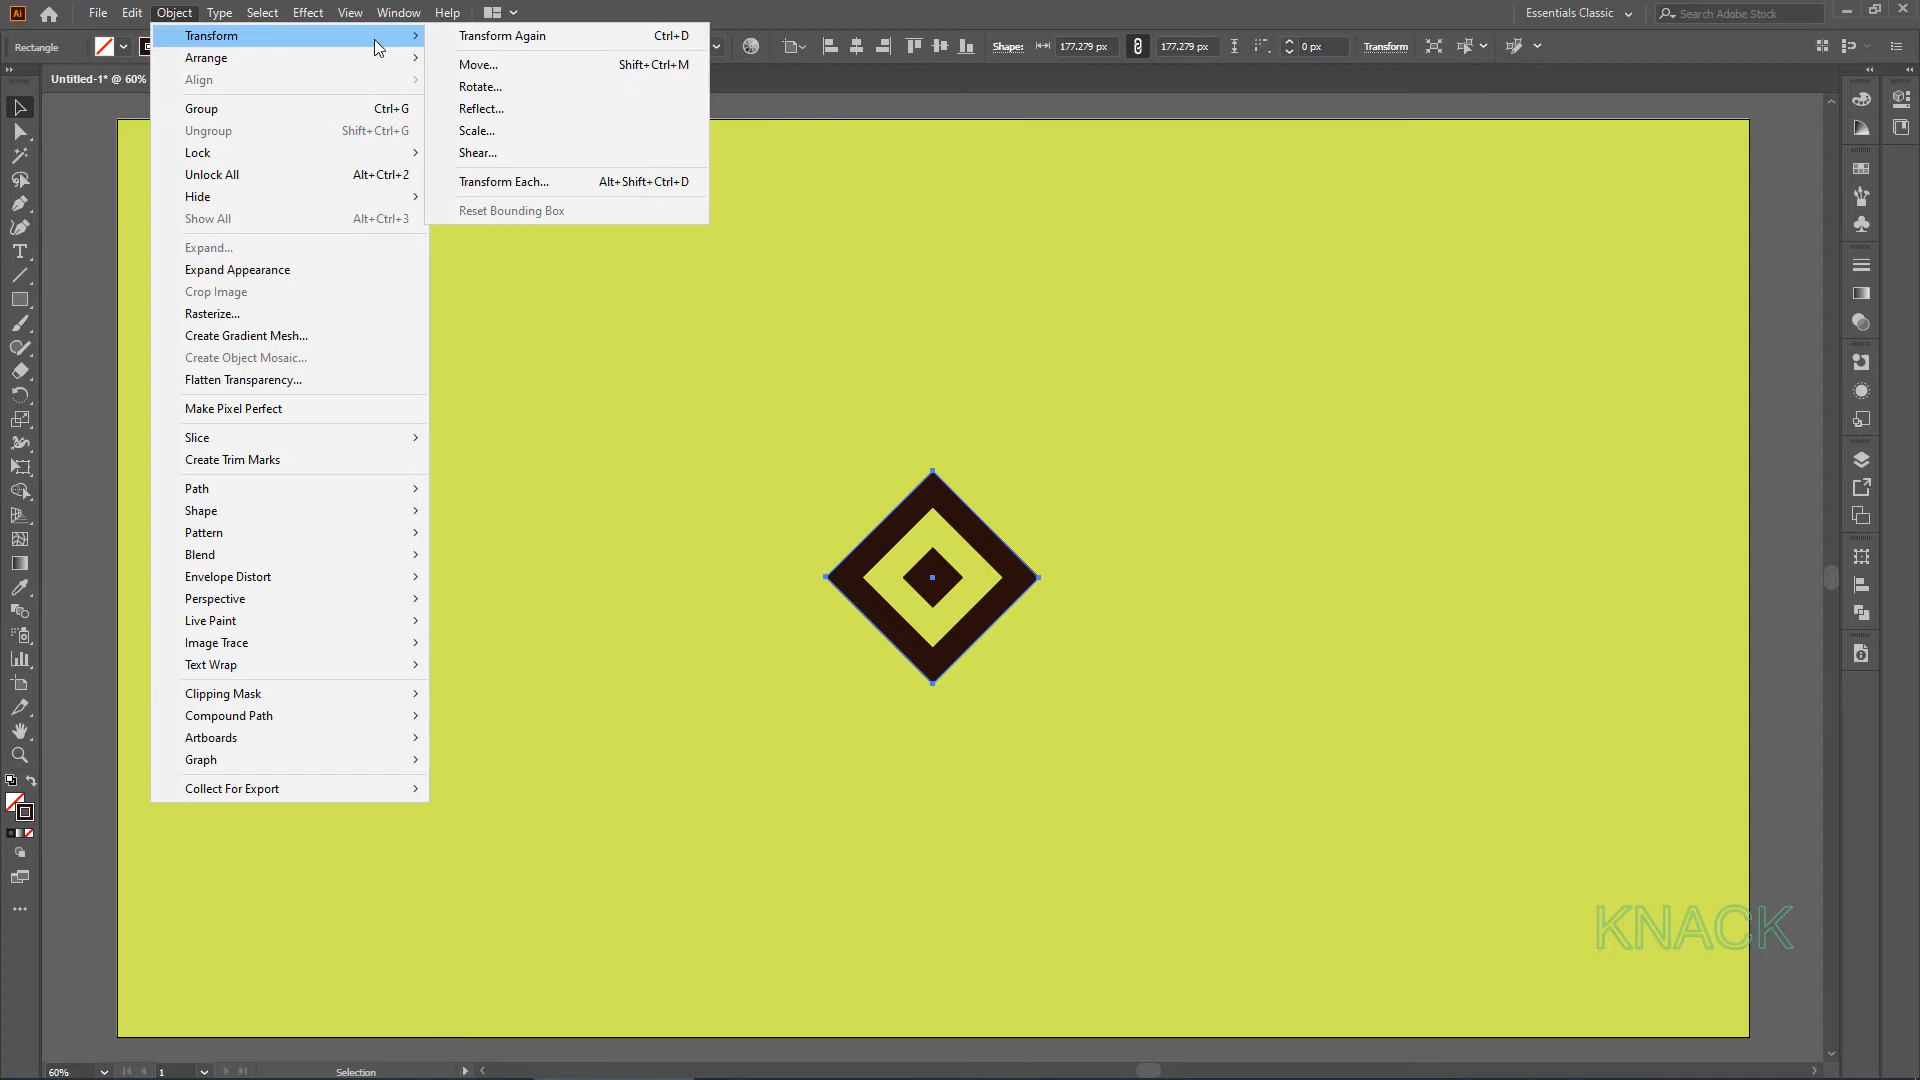 Ai File Edit Object Type Select Effect View Window Help Essentials Classic Search Adobe Stock
Rectangle Shape: 177.279 px 177.279 px 0 px Transform
Untitled-1* @ 60%
Transform
Arrange
Align
Group Ctrl+G
Ungroup Shift+Ctrl+G
Lock
Unlock All Alt+Ctrl+2
Hide
Show All Alt+Ctrl+3
Expand...
Expand Appearance
Crop Image
Rasterize...
Create Gradient Mesh...
Create Object Mosaic...
Flatten Transparency...
Make Pixel Perfect
Slice
Create Trim Marks
Path
Shape
Pattern
Blend
Envelope Distort
Perspective
Live Paint
Image Trace
Text Wrap
Clipping Mask
Compound Path
Artboards
Graph
Collect For Export
Transform Again Ctrl+D
Move... Shift+Ctrl+M
Rotate...
Reflect...
Scale...
Shear...
Transform Each... Alt+Shift+Ctrl+D
Reset Bounding Box
KNACK
60% 1 Selection